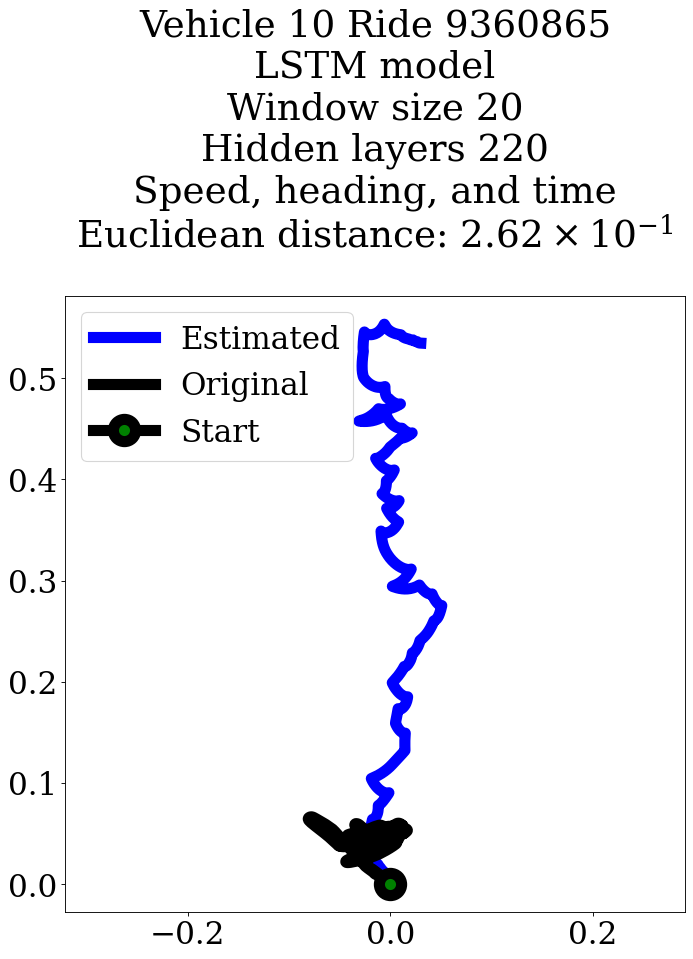 Vehicle 10 Ride 9360865
LSTM model
Window size 20
Hidden layers 220
Speed, heading, and time
Euclidean distance: 2.62 × 10⁻¹
Estimated
Original
Start
0.5
0.4
0.3
0.2
0.1
0.0
−0.2 0.0 0.2